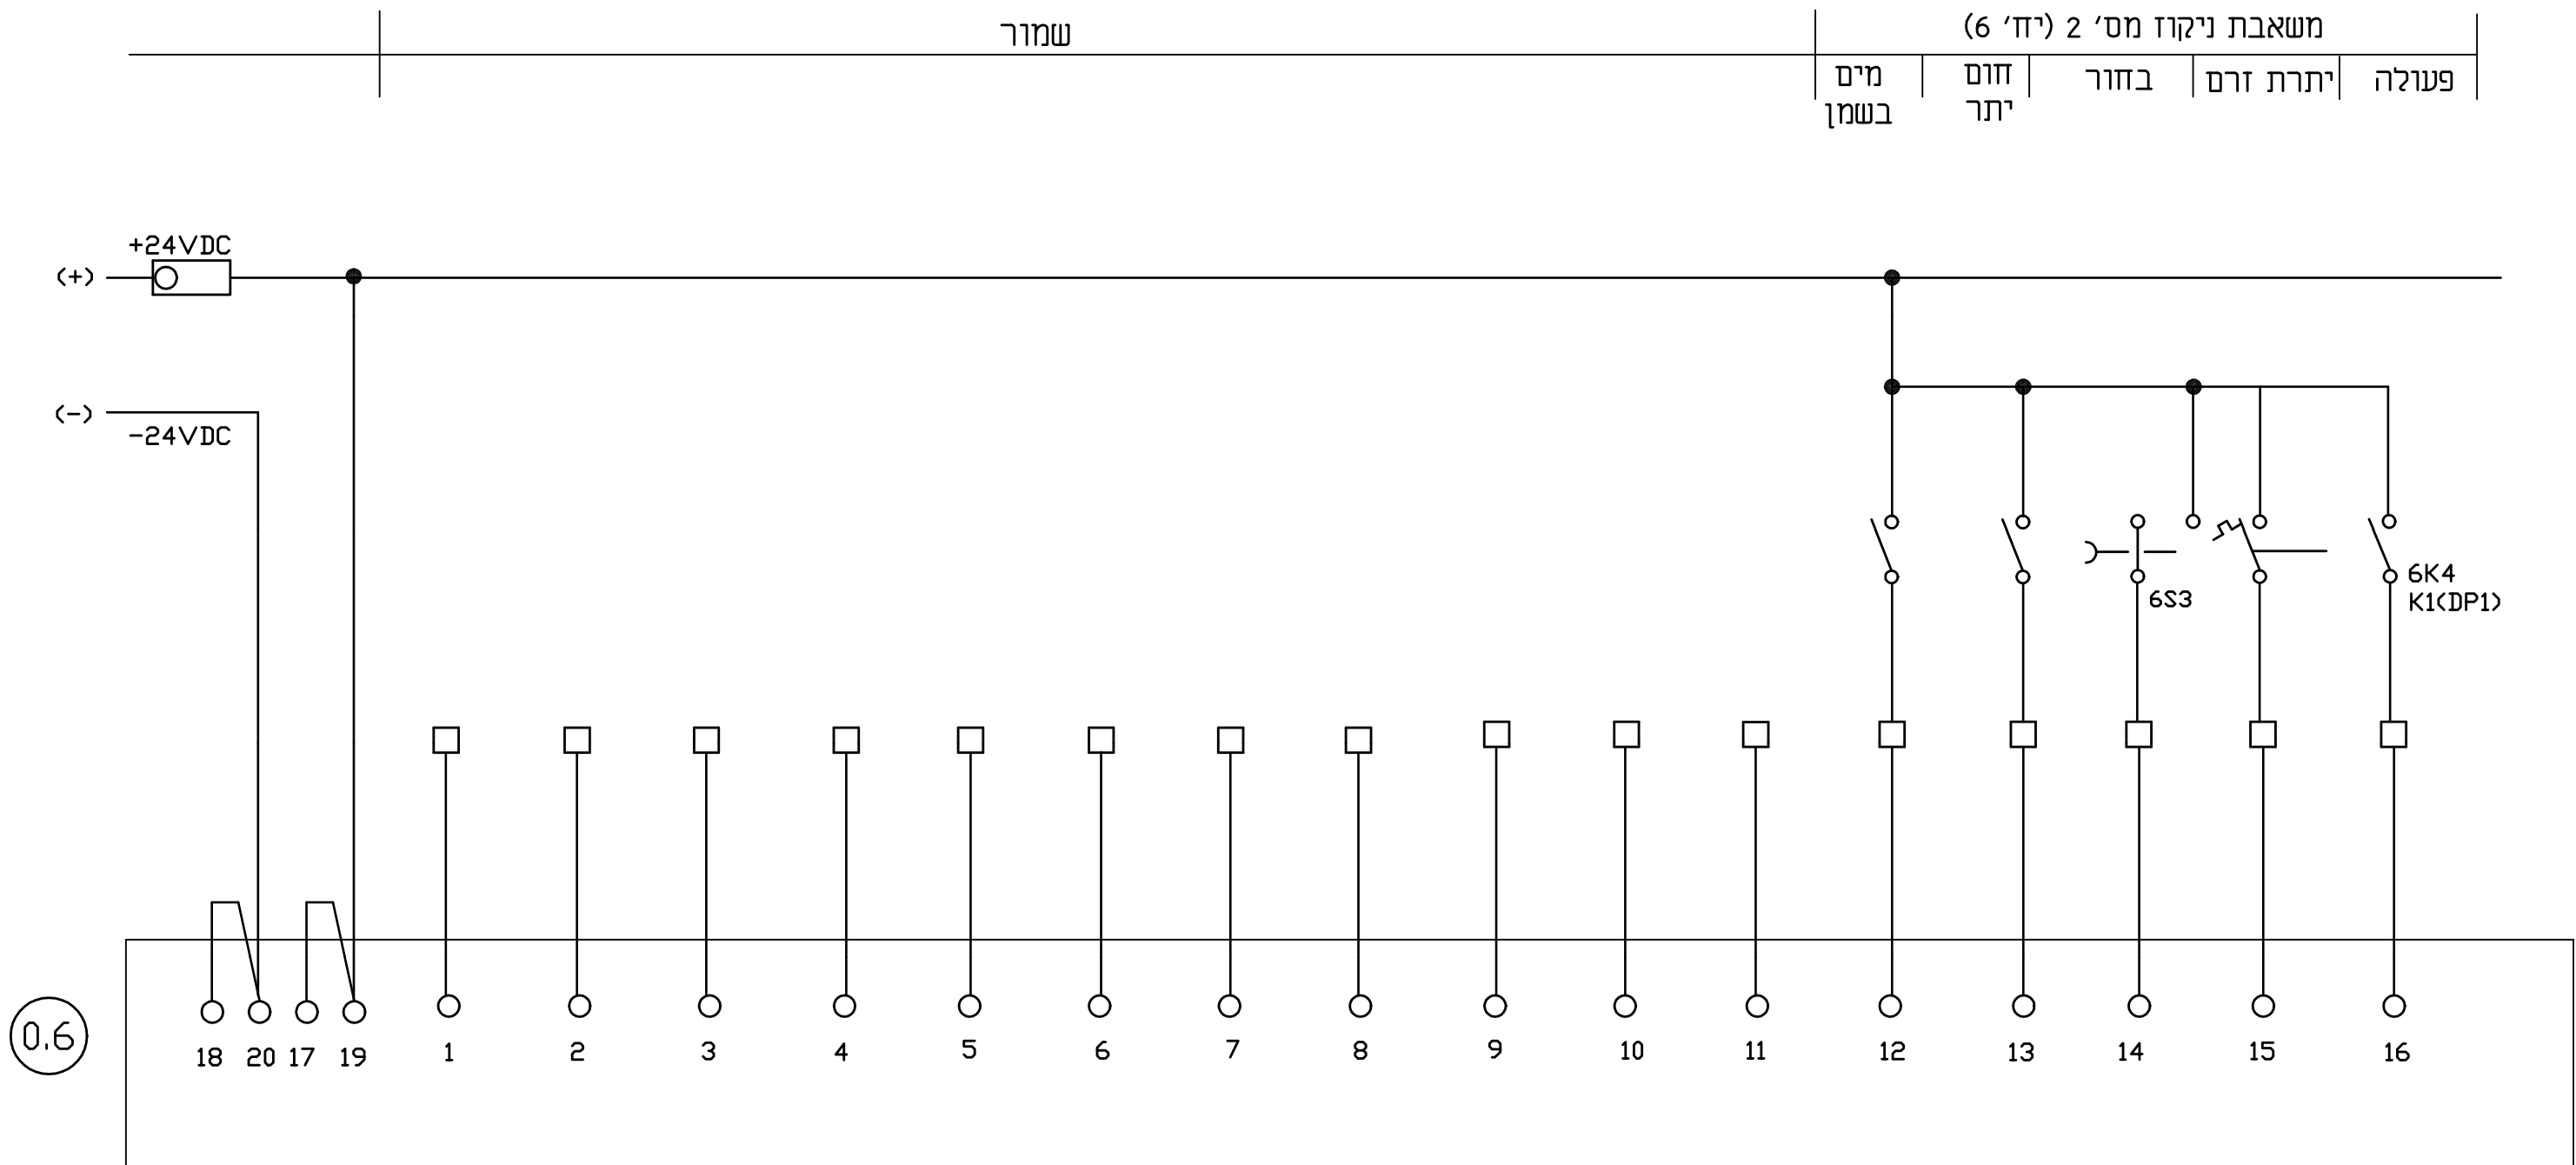 משאבת ניקוז מס' 2 (יח' 6)
שמור
פעולה
יתרת זרם
בחור
חום
יתר
מים
בשמן
+24VDC
(+)
(-)
-24VDC
6K4
K1(DP1)
6S3
0.6
18 20 17 19 1 2 3 4 5 6 7 8 9 10 11 12 13 14 15 16